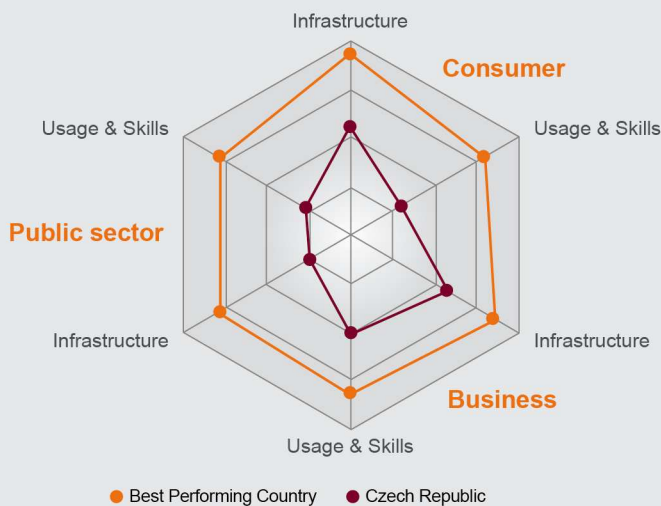 Infrastructure
Consumer
Usage & Skills
Usage & Skills
Public sector
Infrastructure
Infrastructure
Business
Usage & Skills
Best Performing Country
Czech Republic